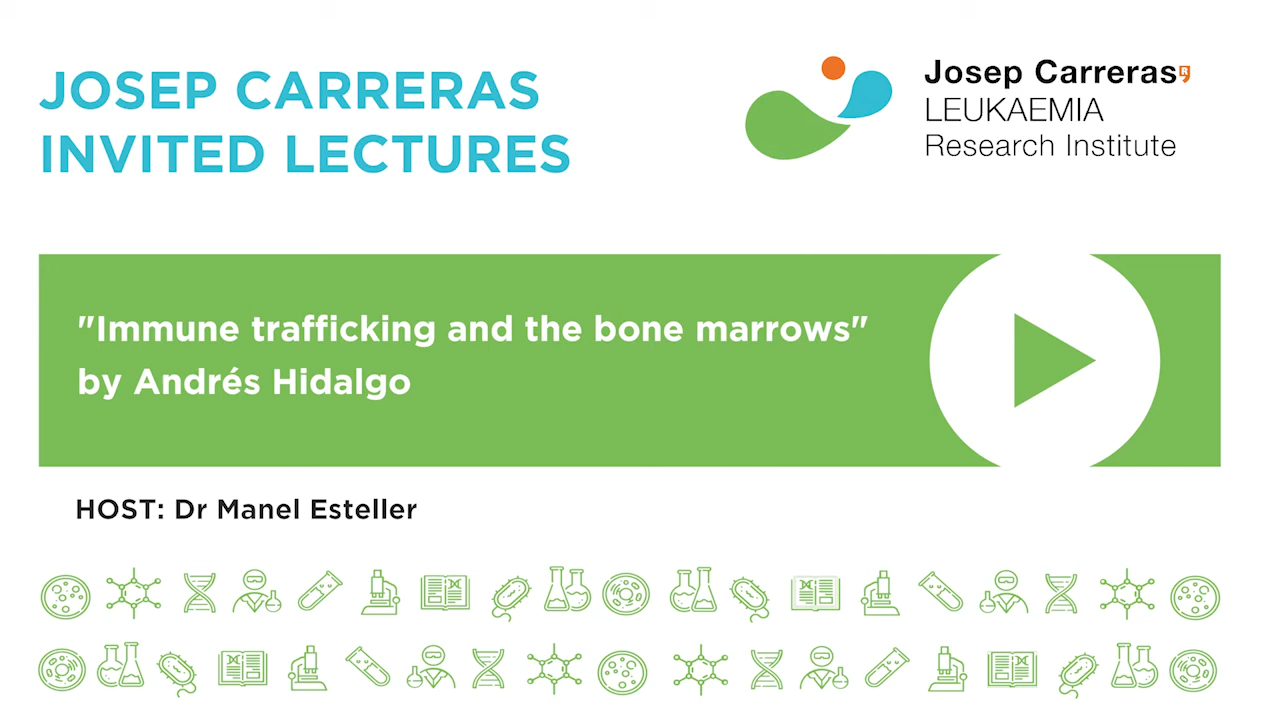 JOSEP CARRERAS
INVITED LECTURES
Josep Carreras
LEUKAEMIA
Research Institute
"Immune trafficking and the bone marrows"
by Andrés Hidalgo
HOST: Dr Manel Esteller